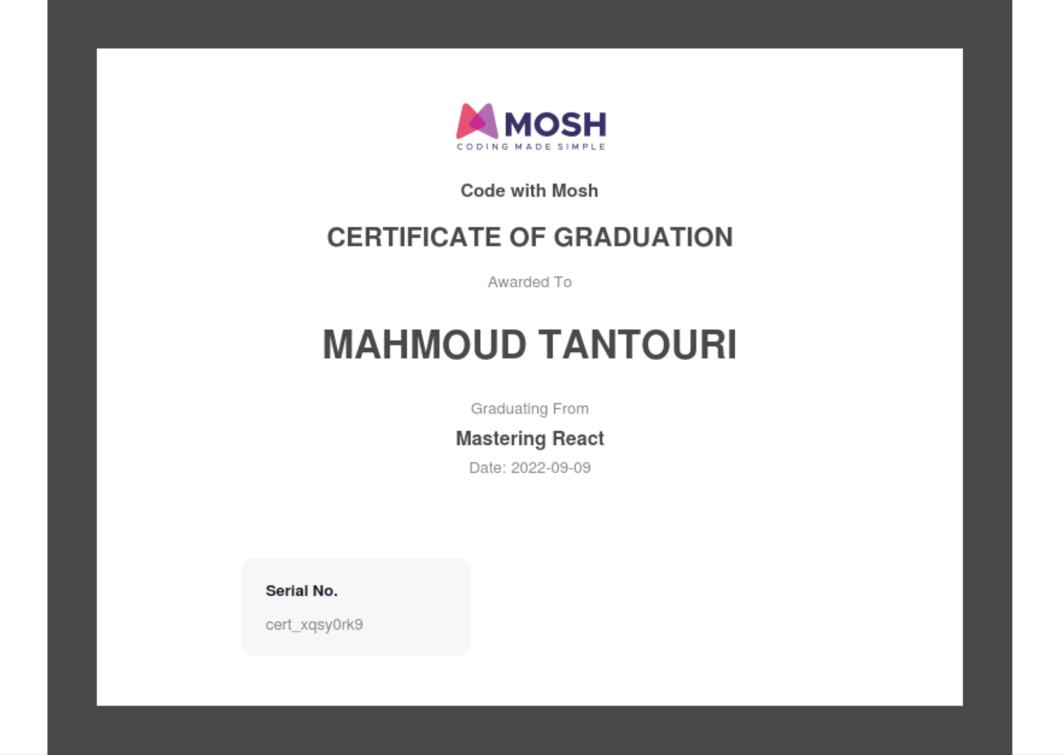 MOSH
CODING MADE SIMPLE
Code with Mosh
CERTIFICATE OF GRADUATION
Awarded To
MAHMOUD TANTOURI
Graduating From
Mastering React
Date: 2022-09-09
Serial No.
cert_xqsy0rk9